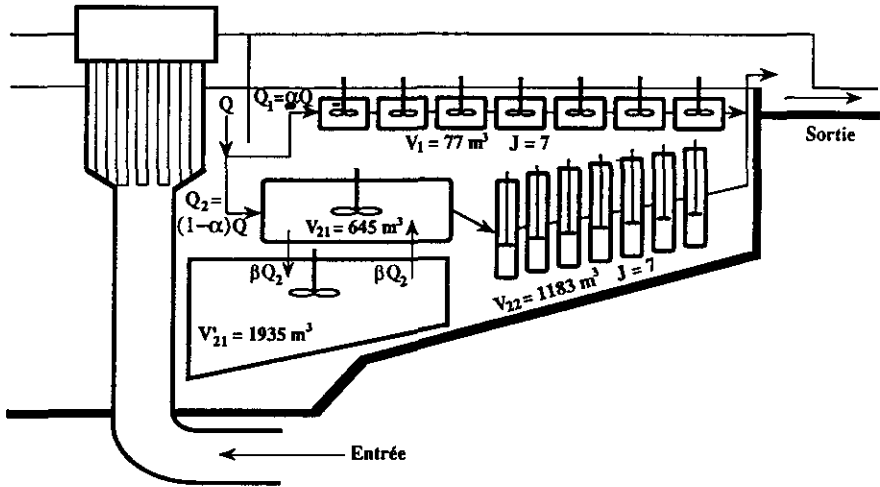 Q
Q₁=αQ
V₁ = 77 m³ J = 7
Sortie
Q₂ =
(1-α)Q
V₂₁ = 645 m³
βQ₂
βQ₂
V'₂₁ = 1935 m³
V₂₂ = 1183 m³
J = 7
Entrée